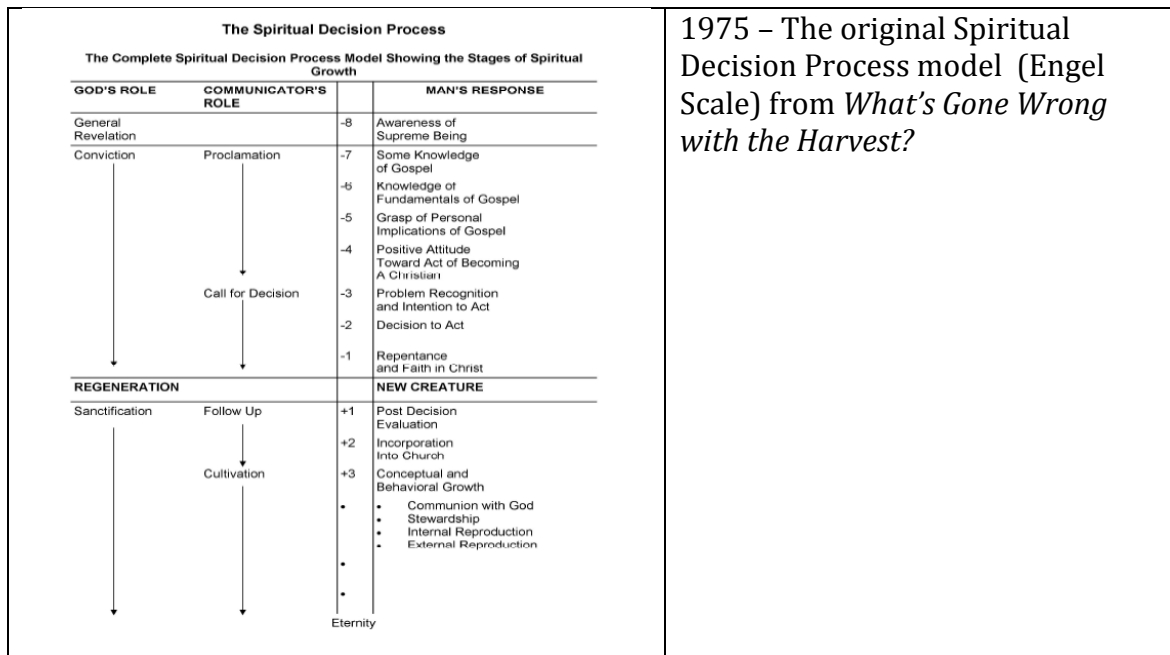 The Spiritual Decision Process
The Complete Spiritual Decision Process Model Showing the Stages of Spiritual
Growth
GOD'S ROLE COMMUNICATOR'S MAN'S RESPONSE
ROLE
General -8 Awareness of
Revelation Supreme Being
Conviction Proclamation -7 Some Knowledge
of Gospel
-6 Knowledge of
Fundamentals of Gospel
-5 Grasp of Personal
Implications of Gospel
-4 Positive Attitude
Toward Act of Becoming
A Christian
Call for Decision -3 Problem Recognition
and Intention to Act
-2 Decision to Act
-1 Repentance
and Faith in Christ
REGENERATION NEW CREATURE
Sanctification Follow Up +1 Post Decision
Evaluation
+2 Incorporation
Into Church
Cultivation +3 Conceptual and
Behavioral Growth
• • Communion with God
• Stewardship
• Internal Reproduction
• External Reproduction
•
•
Eternity
1975 – The original Spiritual
Decision Process model (Engel
Scale) from What's Gone Wrong
with the Harvest?